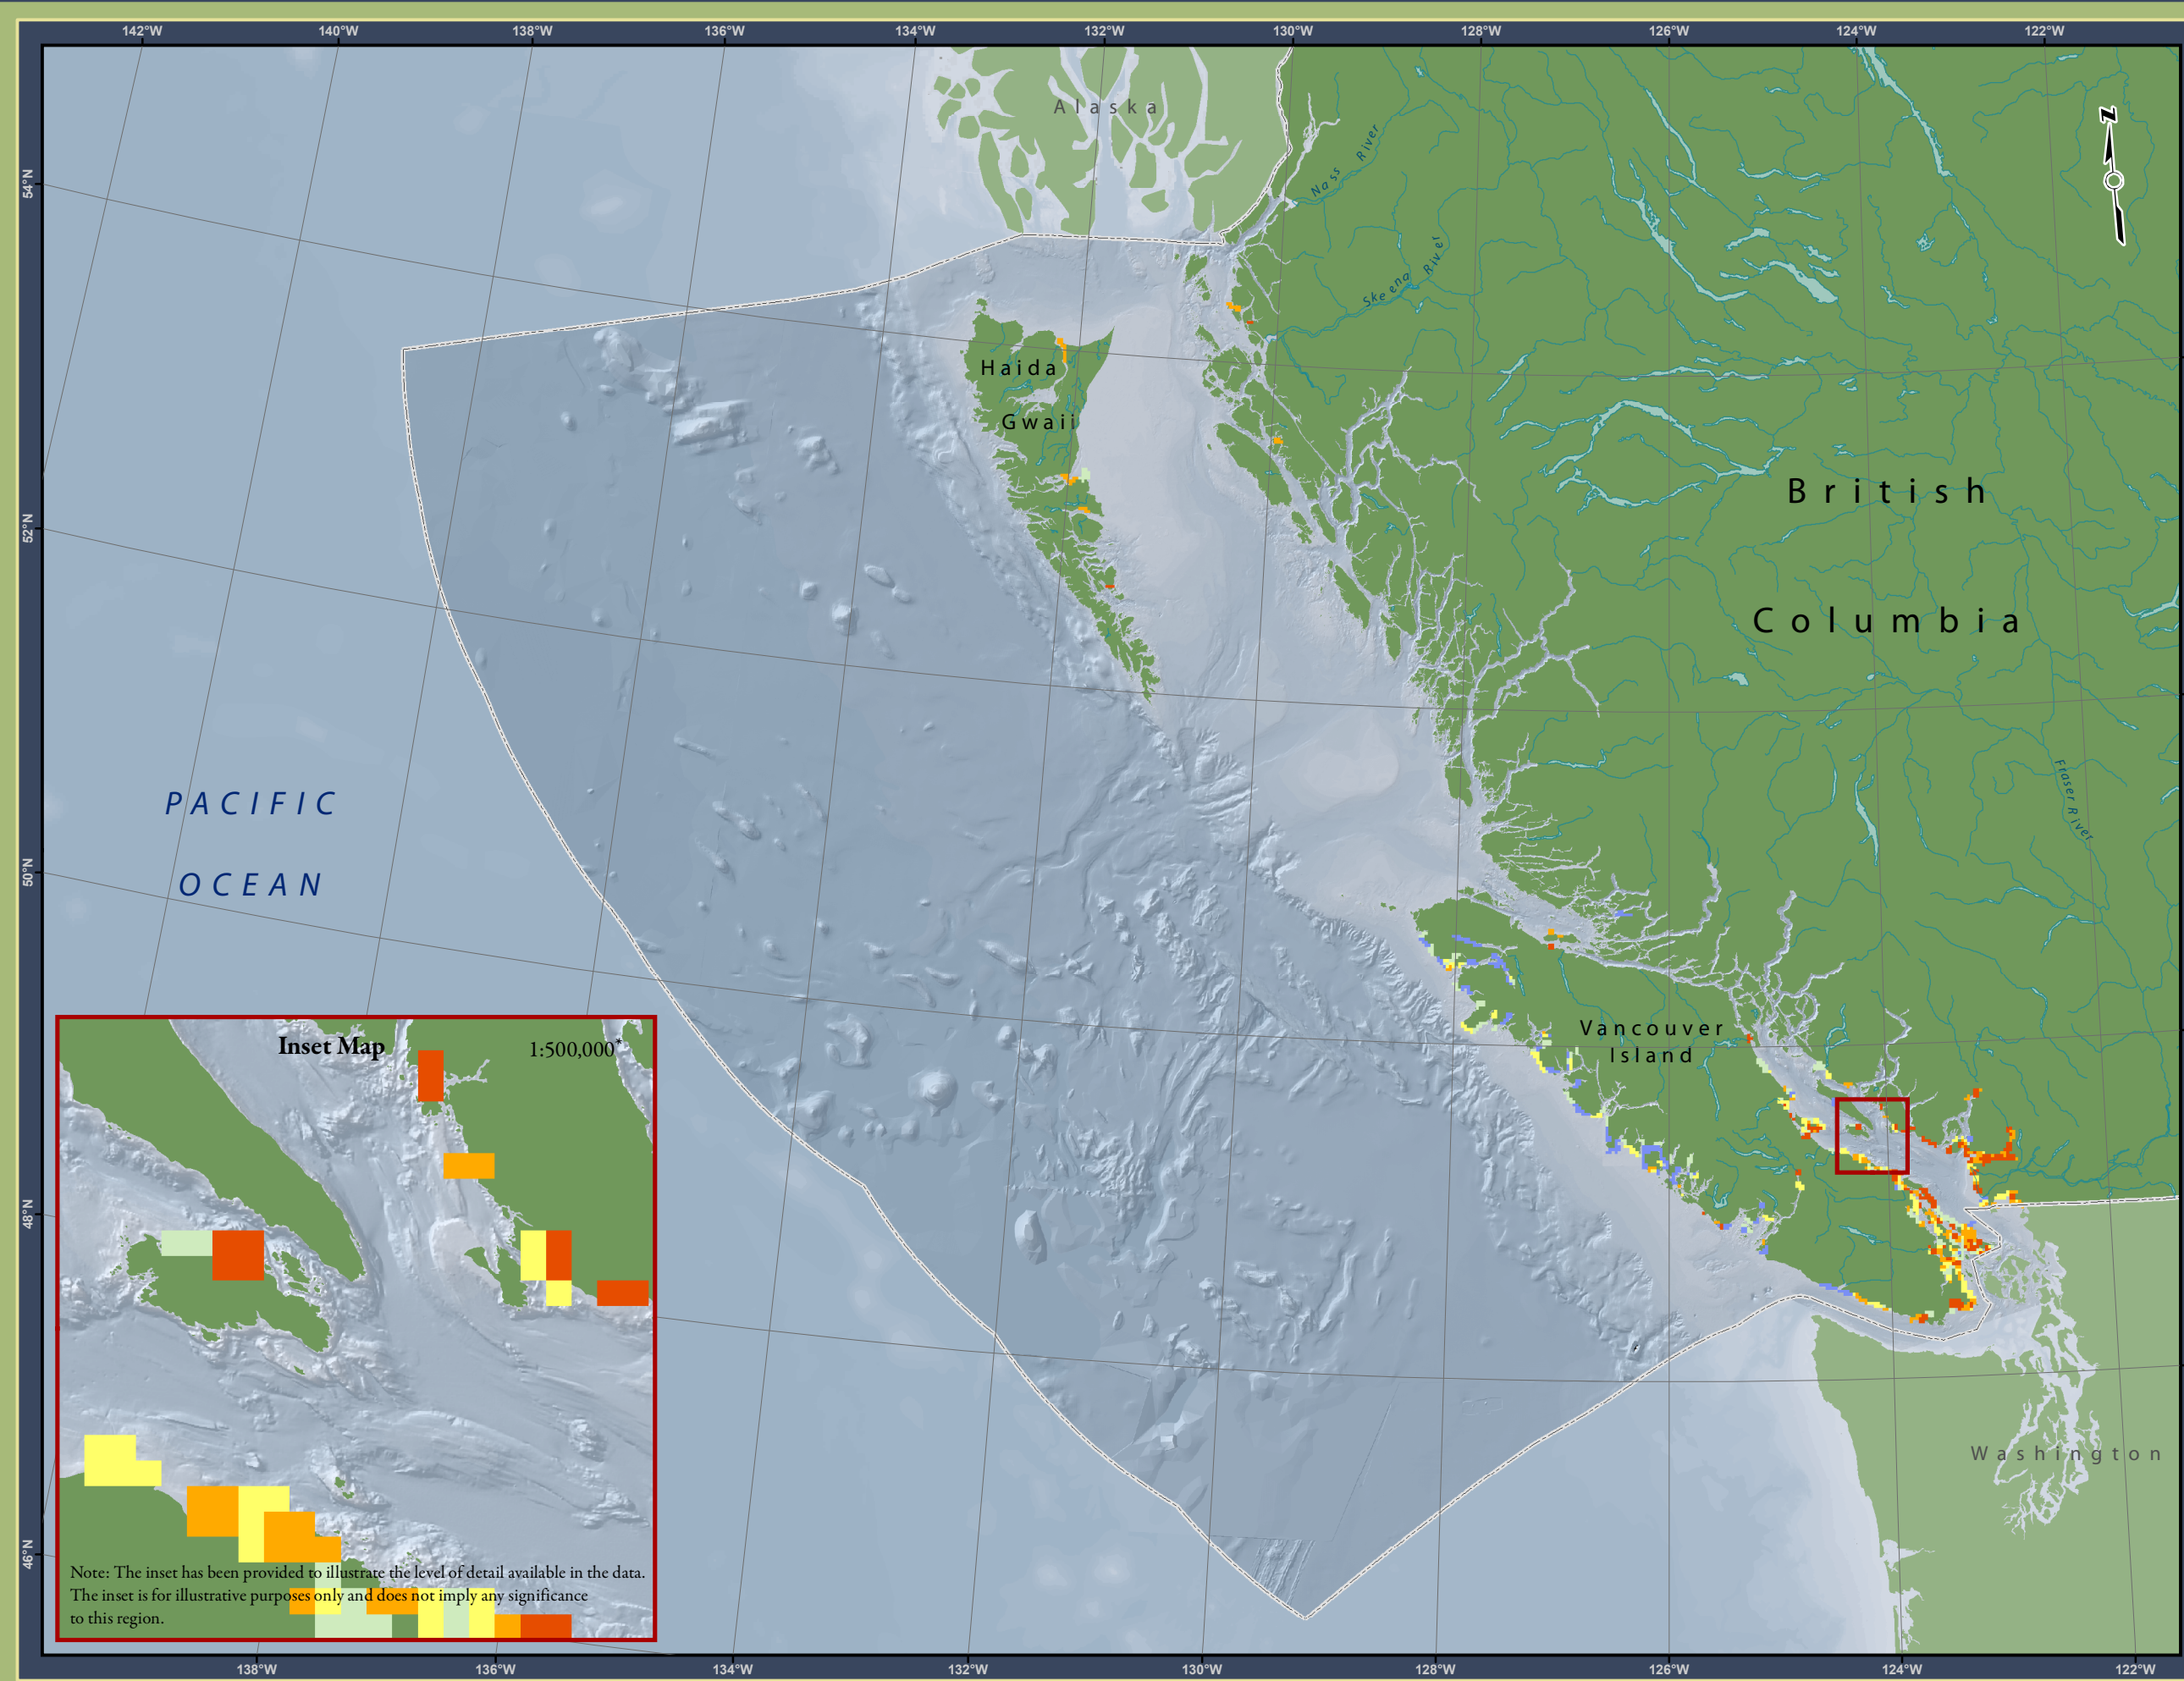 142°W 140°W 138°W 136°W 134°W 132°W 130°W 128°W 126°W 124°W 122°W
Alaska
N
Nass River
54°N
Skeena River
Haida
Gwaii
British
52°N
Columbia
PACIFIC
Fraser River
50°N
OCEAN
Vancouver
Island
Inset Map 1:500,000*
48°N
Washington
46°N
Note: The inset has been provided to illustrate the level of detail available in the data.
The inset is for illustrative purposes only and does not imply any significance
to this region.
138°W 136°W 134°W 132°W 130°W 128°W 126°W 124°W 122°W